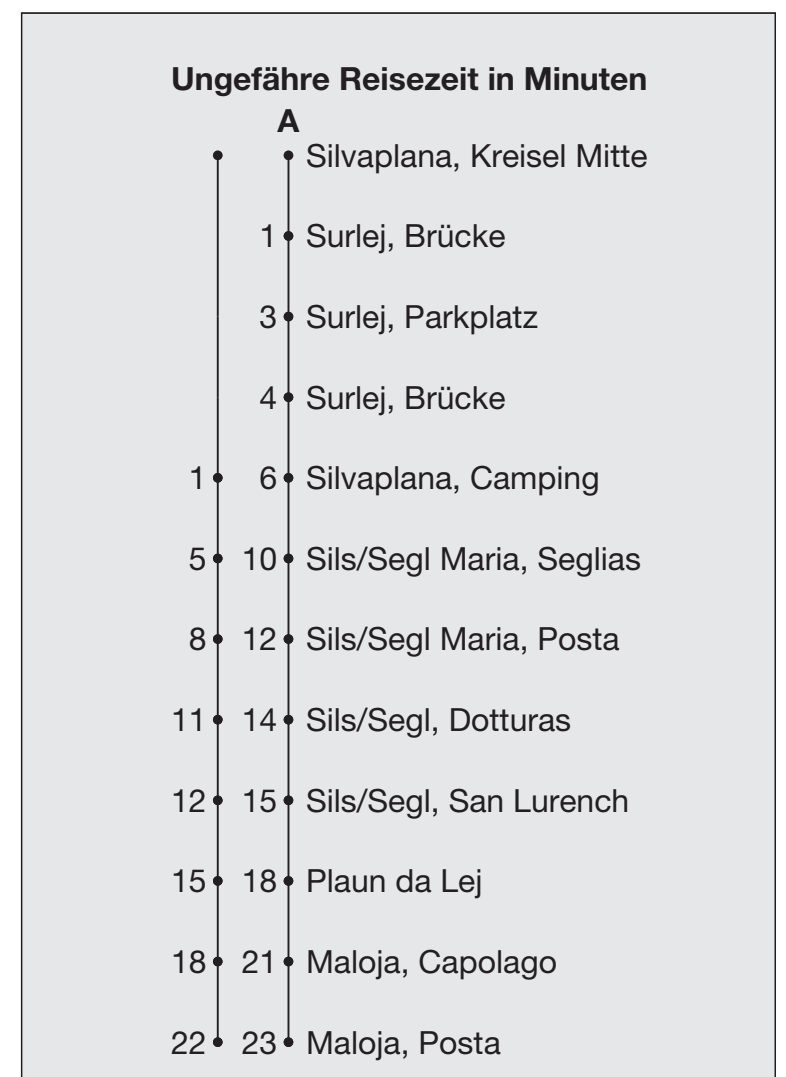 Ungefähre Reisezeit in Minuten
A
Silvaplana, Kreisel Mitte
1 Surlej, Brücke
3 Surlej, Parkplatz
4 Surlej, Brücke
1 6 Silvaplana, Camping
5 10 Sils/Segl Maria, Seglias
8 12 Sils/Segl Maria, Posta
11 14 Sils/Segl, Dotturas
12 15 Sils/Segl, San Lurench
15 18 Plaun da Lej
18 21 Maloja, Capolago
22 23 Maloja, Posta